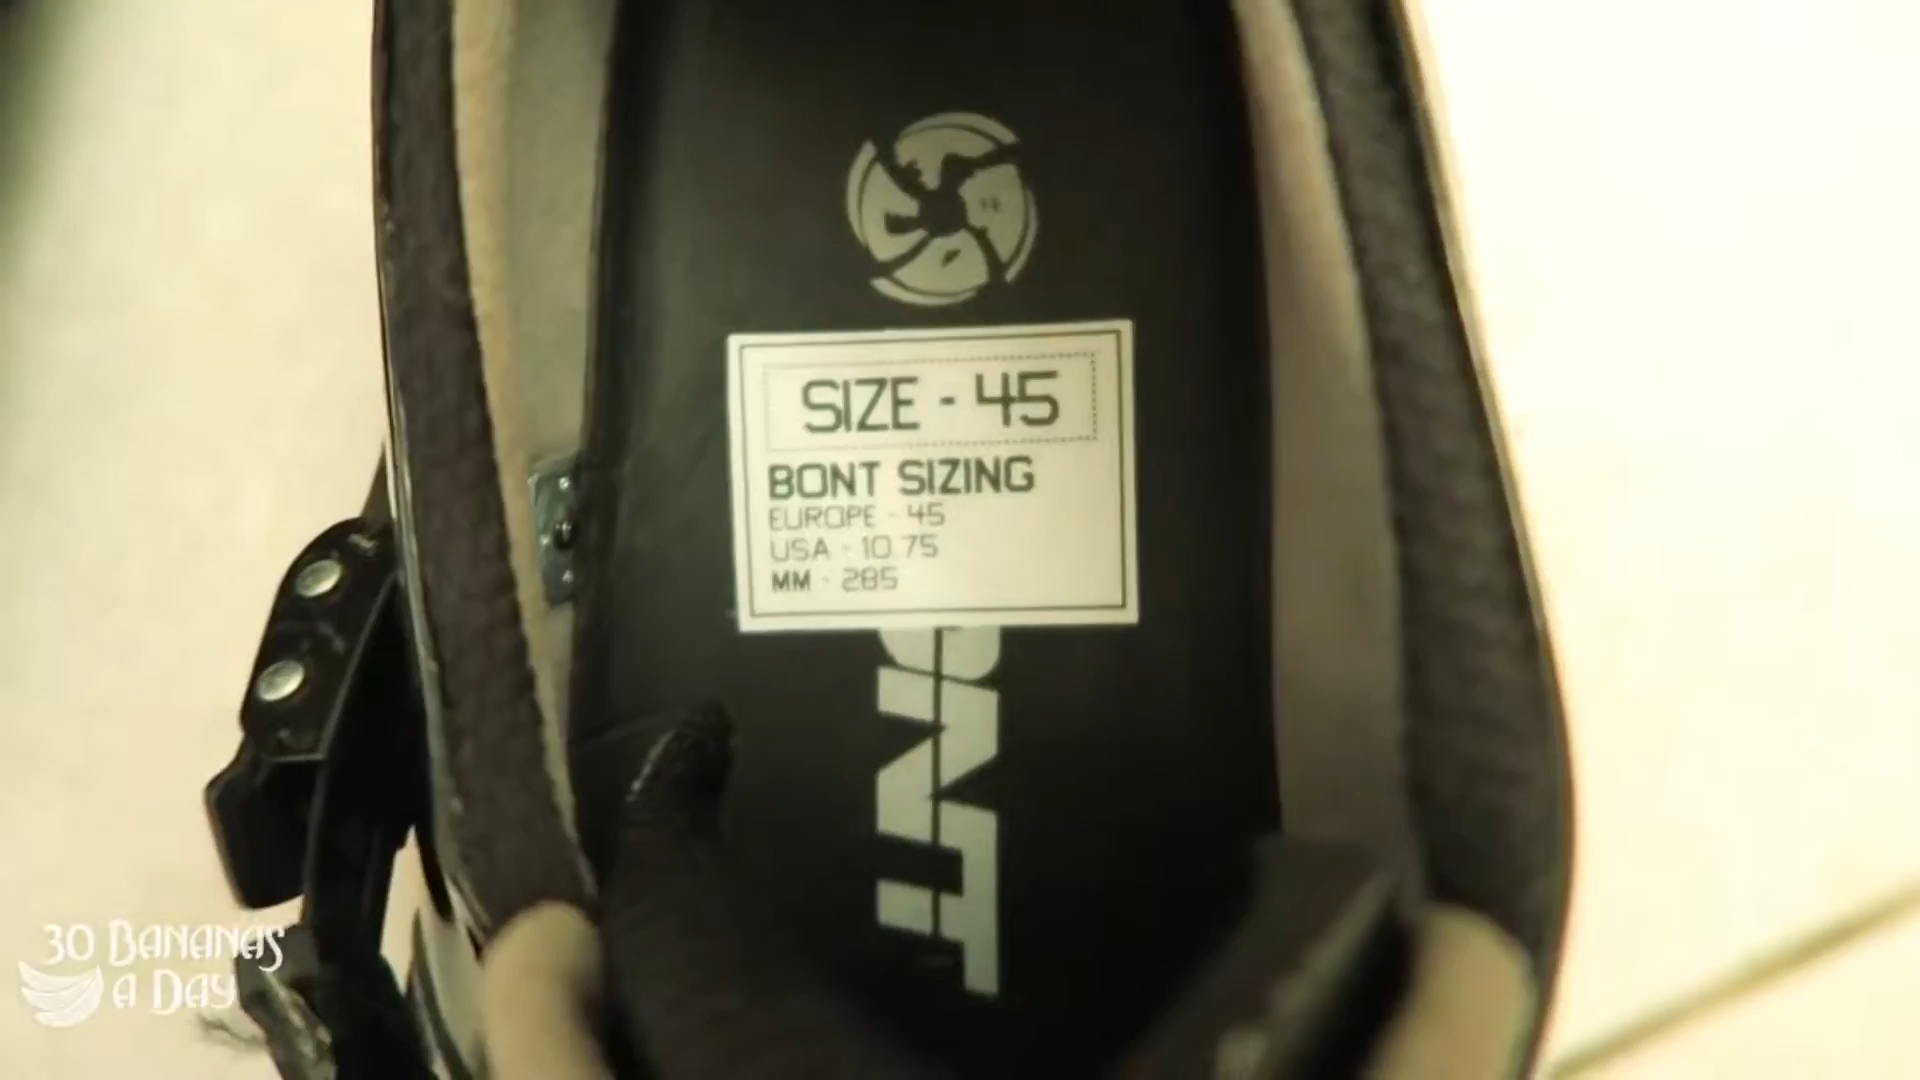 SIZE - 45
BONT SIZING
EUROPE - 45
USA - 10.75
MM - 285
30 BANANAS
A DAY